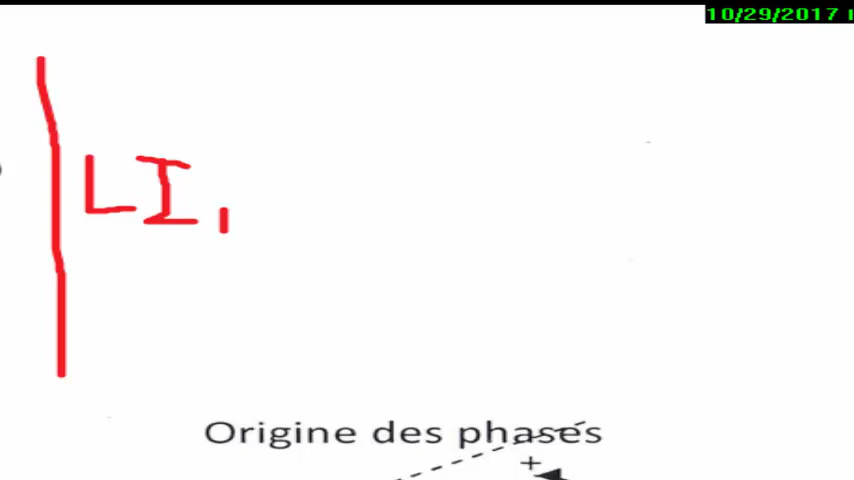 10/29/2017
LI,
Origine des phases
+